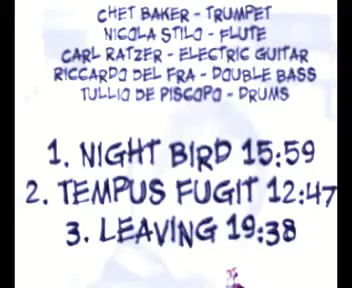 CHET BAKER - TRUMPET
NICOLA STILO - FLUTE
CARL RATZER - ELECTRIC GUITAR
RICCARDO DEL FRA - DOUBLE BASS
TULLIO DE PISCOPO - DRUMS
1. NIGHT BIRD 15:59
2. TEMPUS FUGIT 12:47
3. LEAVING 19:38